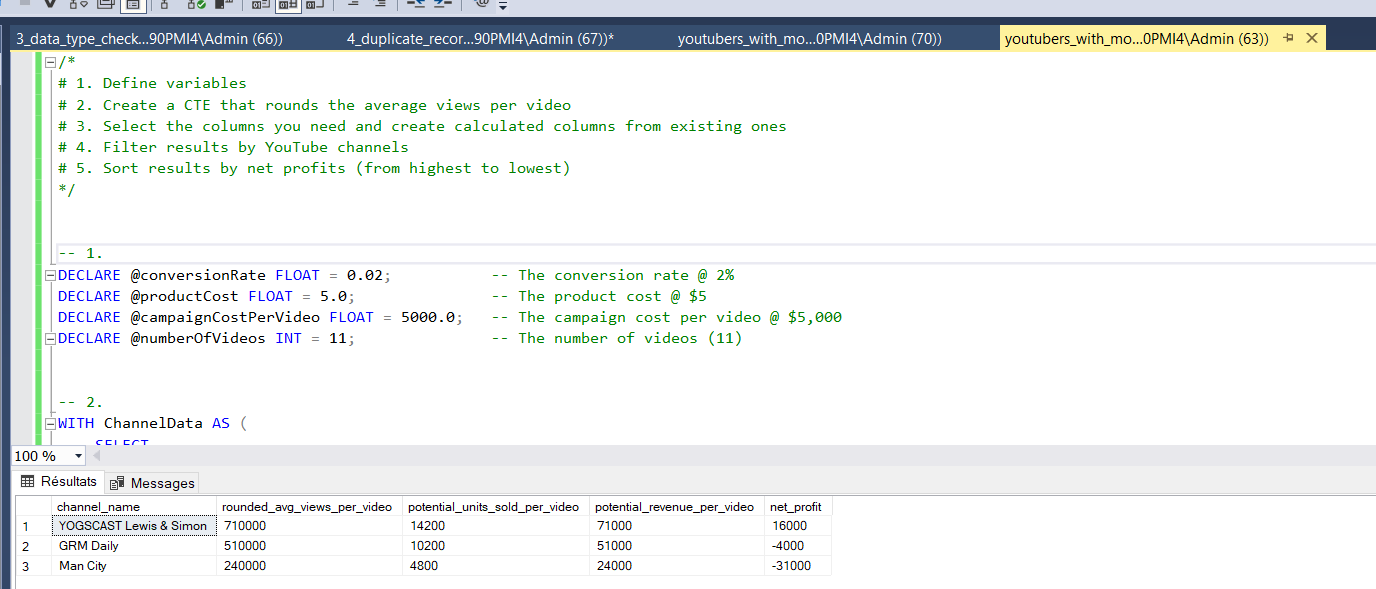 3_data_type_check...90PMI4\Admin (66))
4_duplicate_recor...90PMI4\Admin (67))*
youtubers_with_mo...0PMI4\Admin (70))
youtubers_with_mo...0PMI4\Admin (63))
/*
# 1. Define variables
# 2. Create a CTE that rounds the average views per video
# 3. Select the columns you need and create calculated columns from existing ones
# 4. Filter results by YouTube channels
# 5. Sort results by net profits (from highest to lowest)
*/
-- 1.
DECLARE @conversionRate FLOAT = 0.02; -- The conversion rate @ 2%
DECLARE @productCost FLOAT = 5.0; -- The product cost @ $5
DECLARE @campaignCostPerVideo FLOAT = 5000.0; -- The campaign cost per video @ $5,000
DECLARE @numberOfVideos INT = 11; -- The number of videos (11)
-- 2.
WITH ChannelData AS (
SELECT
100 %
Résultats Messages
channel_name rounded_avg_views_per_video potential_units_sold_per_video potential_revenue_per_video net_profit
1 YOGSCAST Lewis & Simon 710000 14200 71000 16000
2 GRM Daily 510000 10200 51000 -4000
3 Man City 240000 4800 24000 -31000